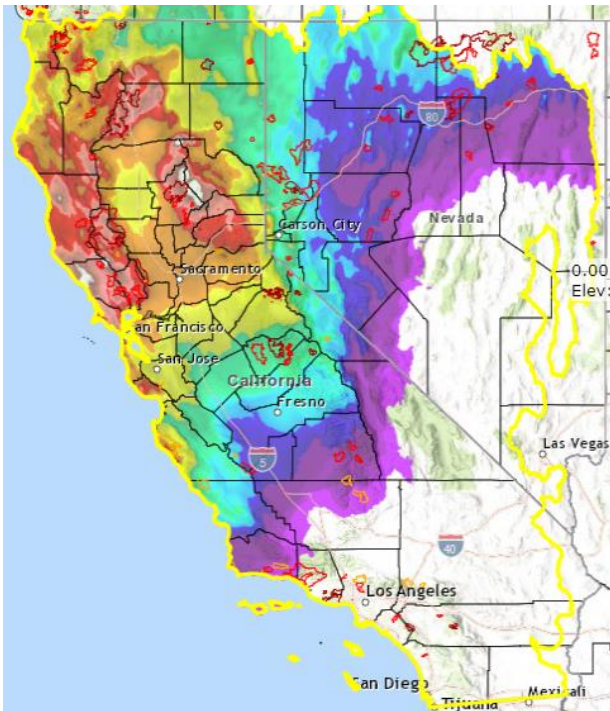 80
Nevada
Carson City
Sacramento
0.00
Elev:
an Francisco
San Jose
California
Fresno
5
Las Vegas
40
Los Angeles
San Diego
Tijuana
Mexicali